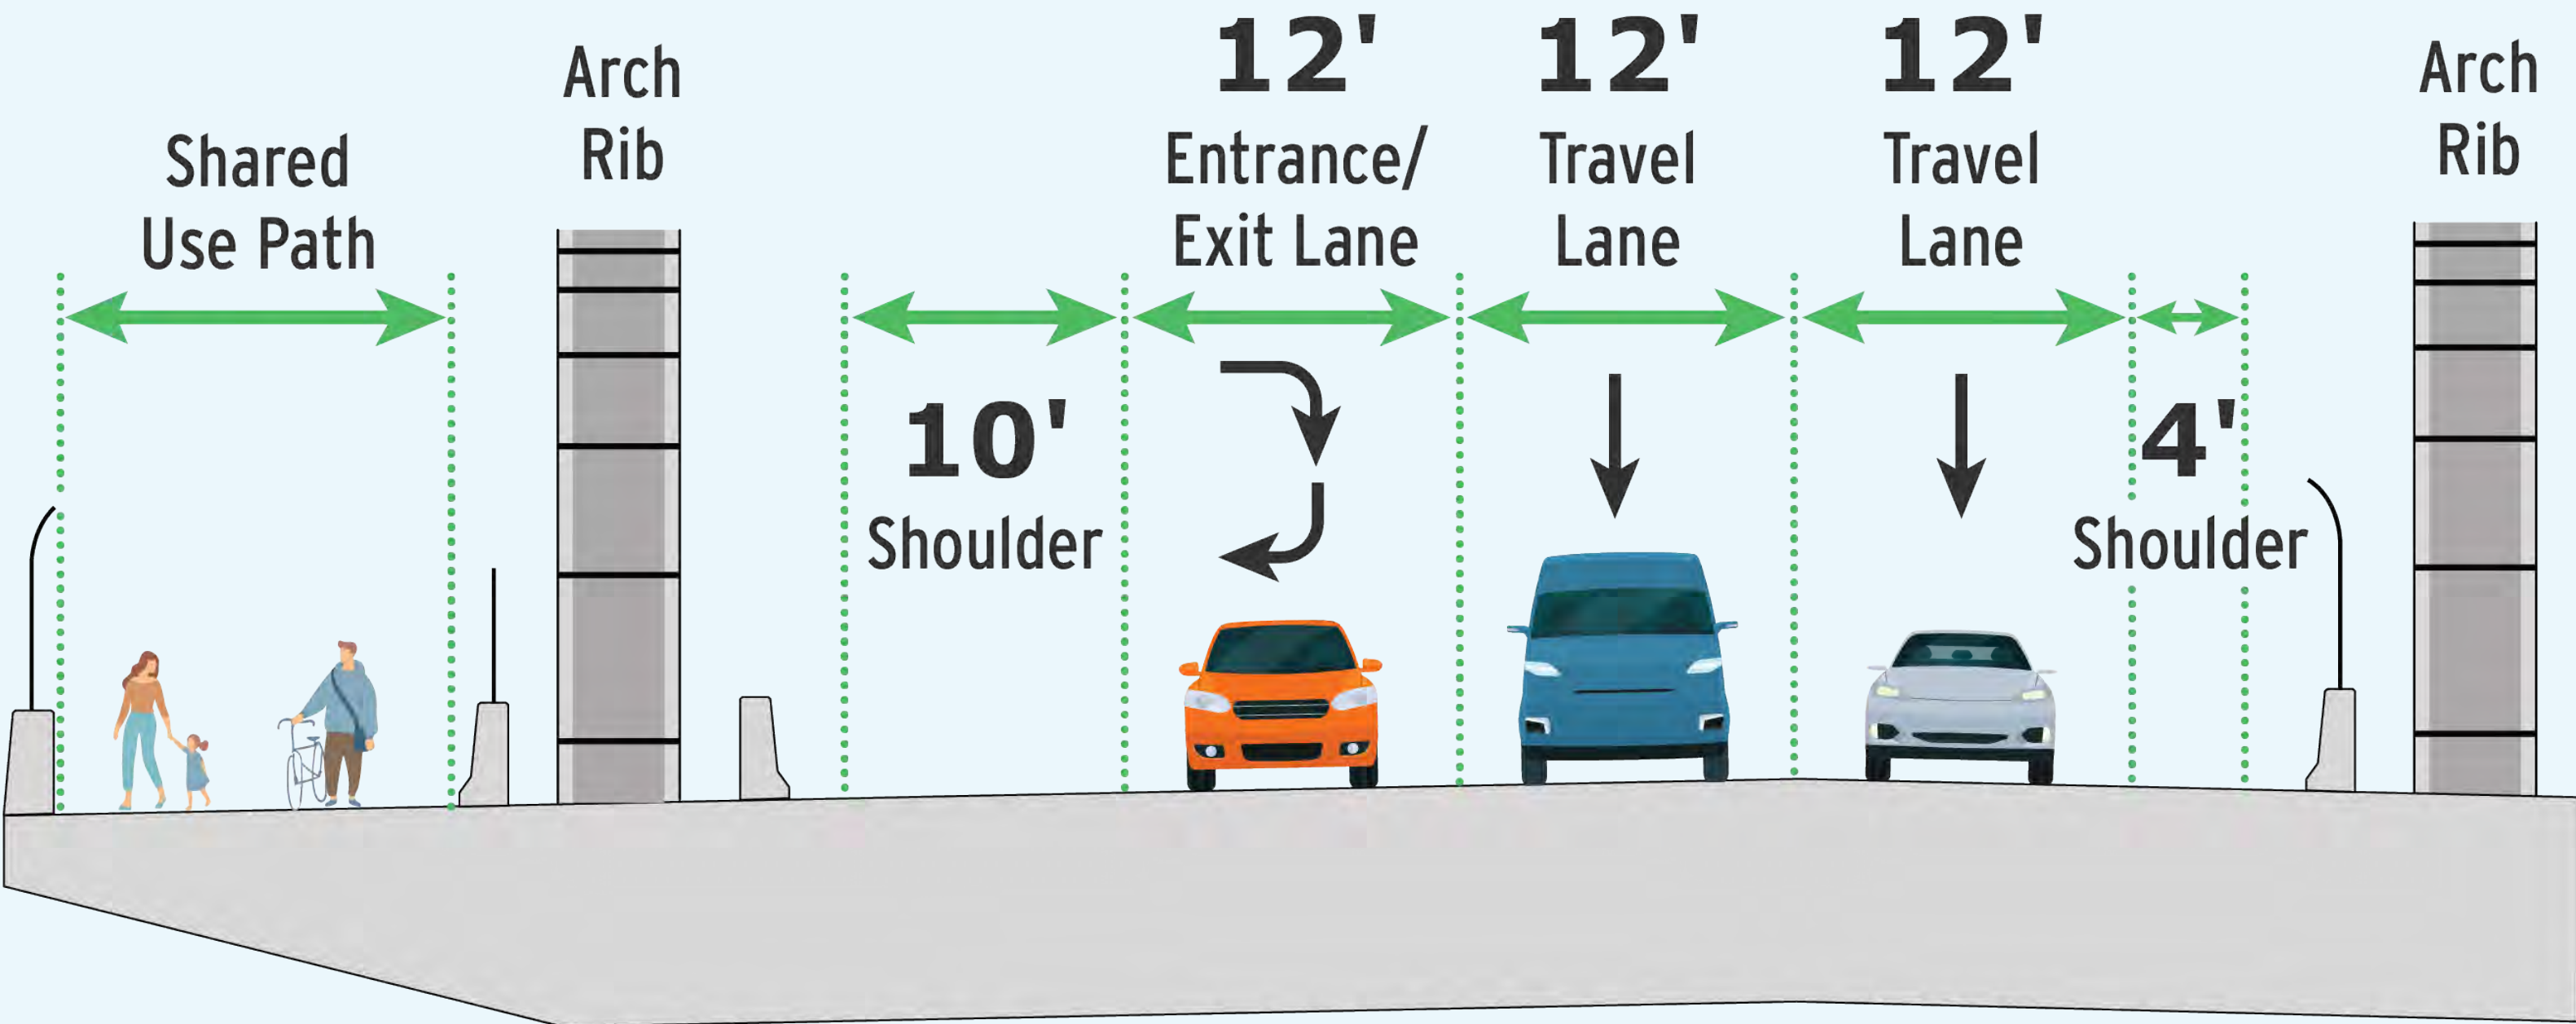 Shared
Use Path
Arch
Rib
10'
Shoulder
12'
Entrance/
Exit Lane
12'
Travel
Lane
12'
Travel
Lane
4'
Shoulder
Arch
Rib